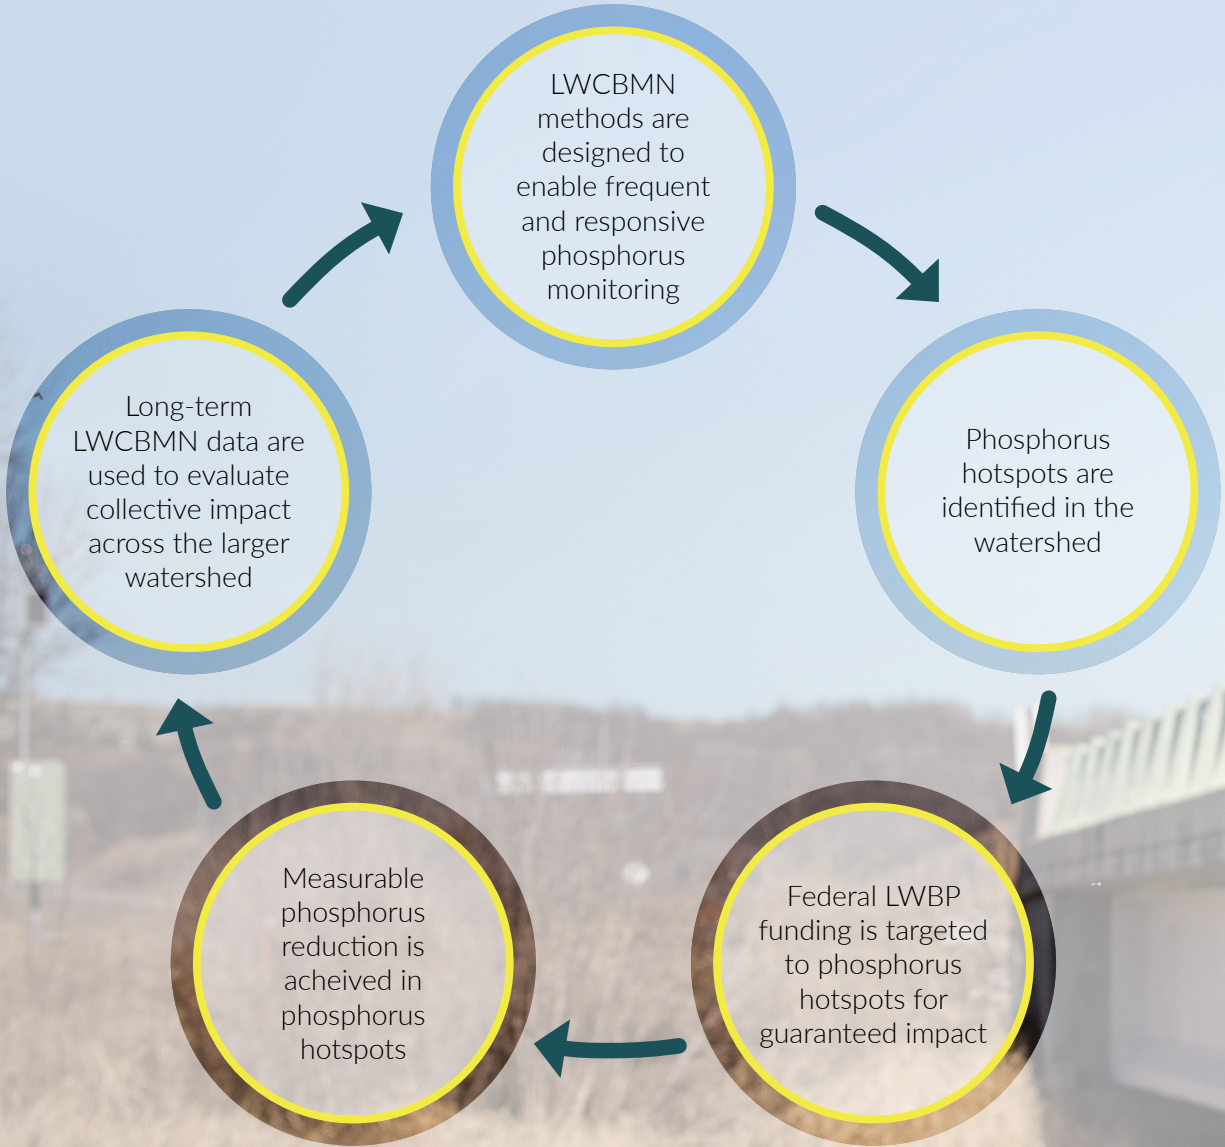 LWCBMN
methods are
designed to
enable frequent
and responsive
phosphorus
monitoring
Phosphorus
hotspots are
identified in the
watershed
Federal LWBP
funding is targeted
to phosphorus
hotspots for
guaranteed impact
Measurable
phosphorus
reduction is
acheived in
phosphorus
hotspots
Long-term
LWCBMN data are
used to evaluate
collective impact
across the larger
watershed